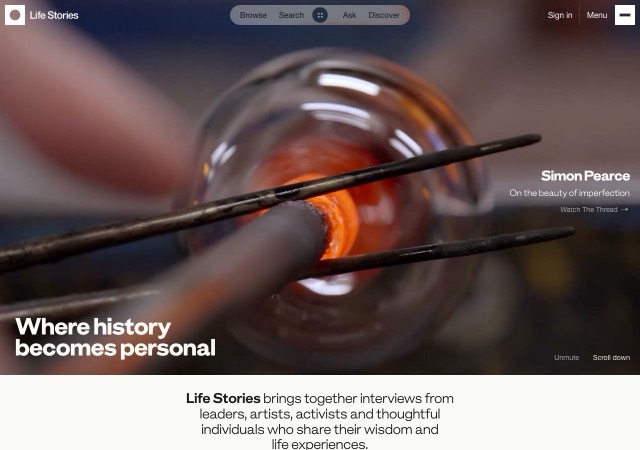 Life Stories
Browse Search Ask Discover
Sign in Menu
Simon Pearce
On the beauty of imperfection
Watch The Thread →
Where history
becomes personal
Unmute Scroll down
Life Stories brings together interviews from
leaders, artists, activists and thoughtful
individuals who share their wisdom and
life experiences.